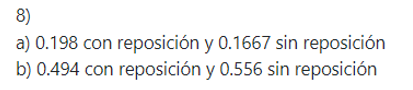 8)
a) 0.198 con reposición y 0.1667 sin reposición
b) 0.494 con reposición y 0.556 sin reposición